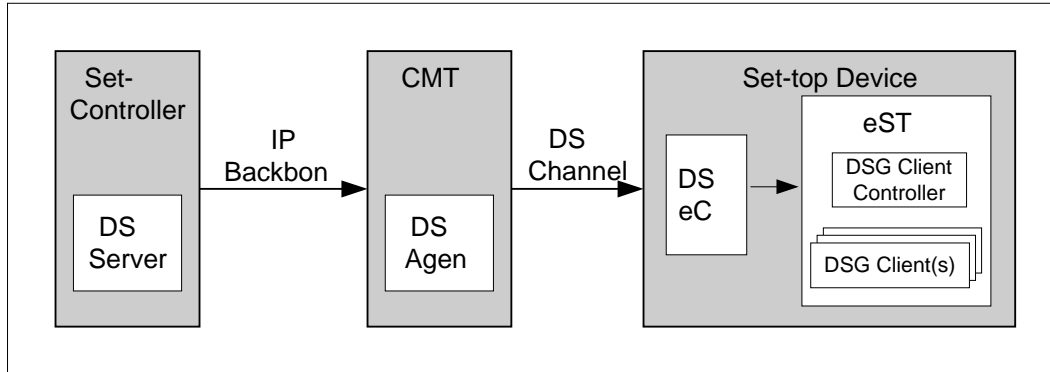 Set-
Controller
DS
Server
IP
Backbon
CMT
DS
Agen
DS
Channel
Set-top Device
DS
eC
eST
DSG Client
Controller
DSG Client(s)